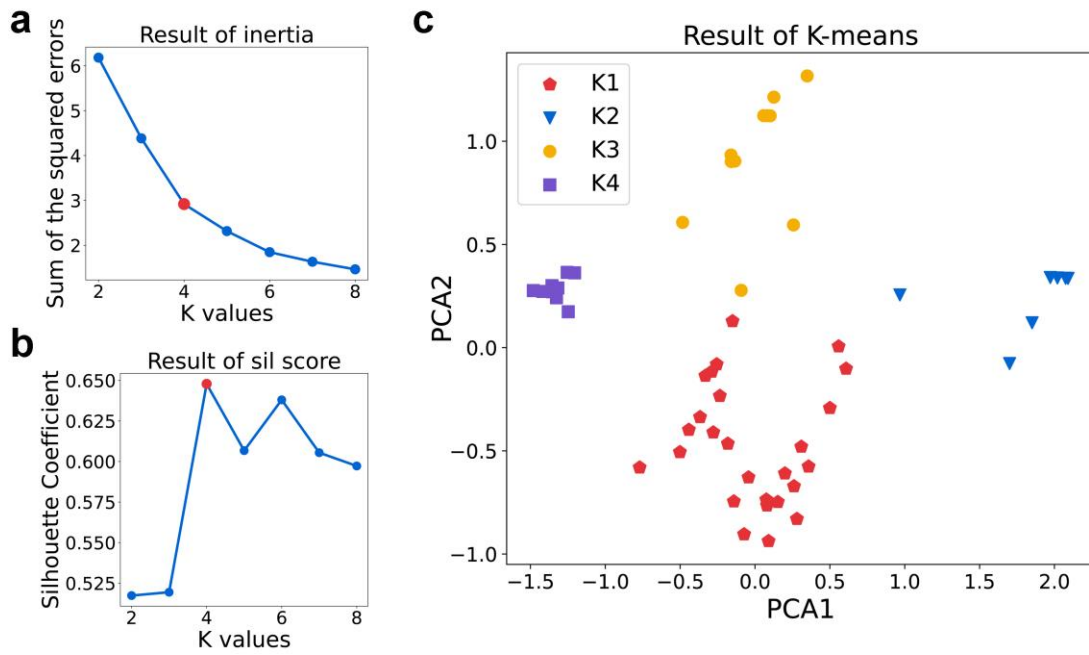 a
Result of inertia
Sum of the squared errors
6
5
4
3
2
2 4 6 8
K values
b
Result of sil score
Silhouette Coefficient
0.650
0.625
0.600
0.575
0.550
0.525
2 4 6 8
K values
c
Result of K-means
K1
K2
K3
K4
PCA2
1.0
0.5
0.0
−0.5
−1.0
−1.5 −1.0 −0.5 0.0 0.5 1.0 1.5 2.0
PCA1